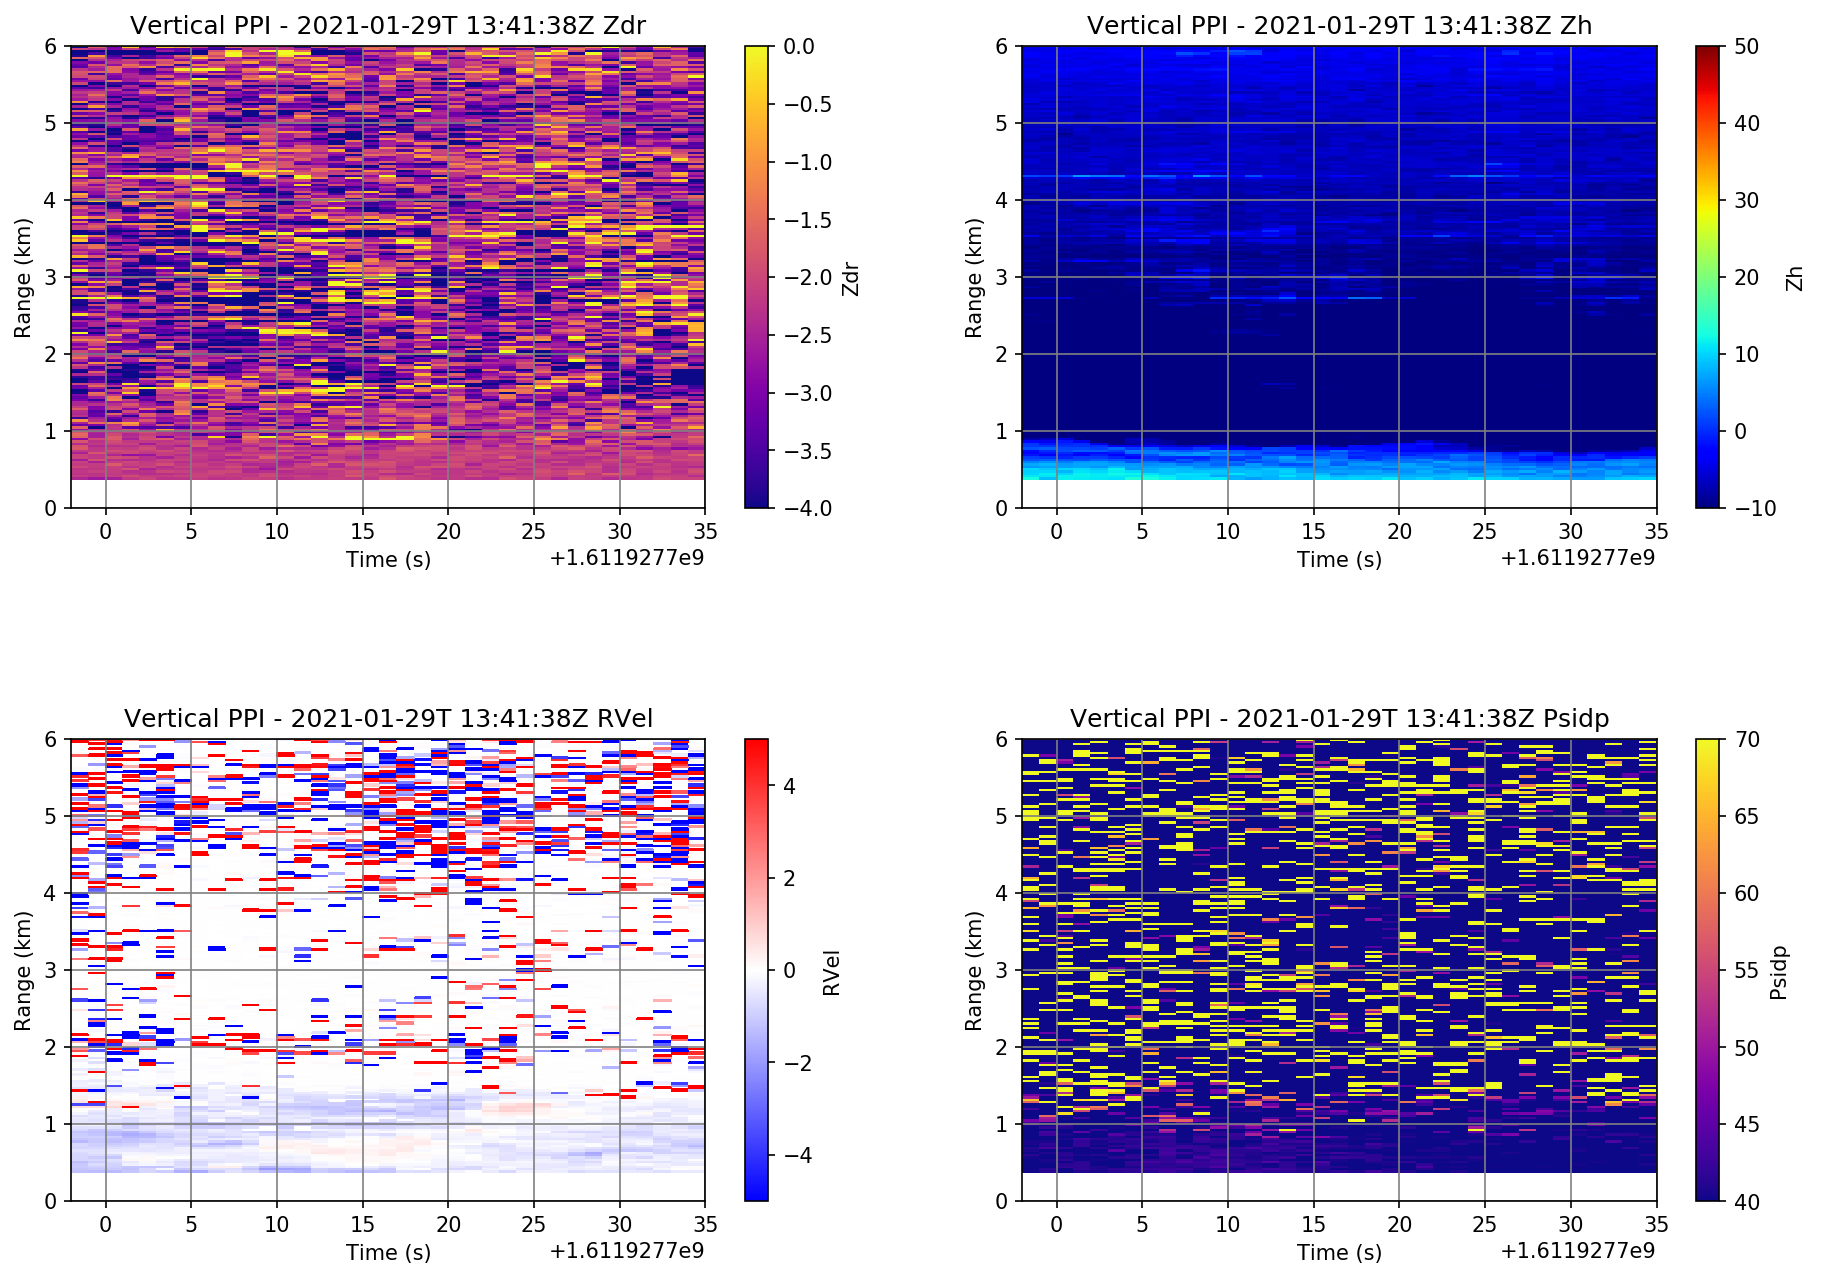 Vertical PPI - 2021-01-29T 13:41:38Z Zdr
6
5
4
3
2
1
0
Range (km)
0 5 10 15 20 25 30 35
Time (s)
+1.6119277e9
0.0
−0.5
−1.0
−1.5
−2.0
−2.5
−3.0
−3.5
−4.0
Zdr
Vertical PPI - 2021-01-29T 13:41:38Z Zh
6
5
4
3
2
1
0
Range (km)
0 5 10 15 20 25 30 35
Time (s)
+1.6119277e9
50
40
30
20
10
0
−10
Zh
Vertical PPI - 2021-01-29T 13:41:38Z RVel
6
5
4
3
2
1
0
Range (km)
0 5 10 15 20 25 30 35
Time (s)
+1.6119277e9
4
2
0
−2
−4
RVel
Vertical PPI - 2021-01-29T 13:41:38Z Psidp
6
5
4
3
2
1
0
Range (km)
0 5 10 15 20 25 30 35
Time (s)
+1.6119277e9
70
65
60
55
50
45
40
Psidp